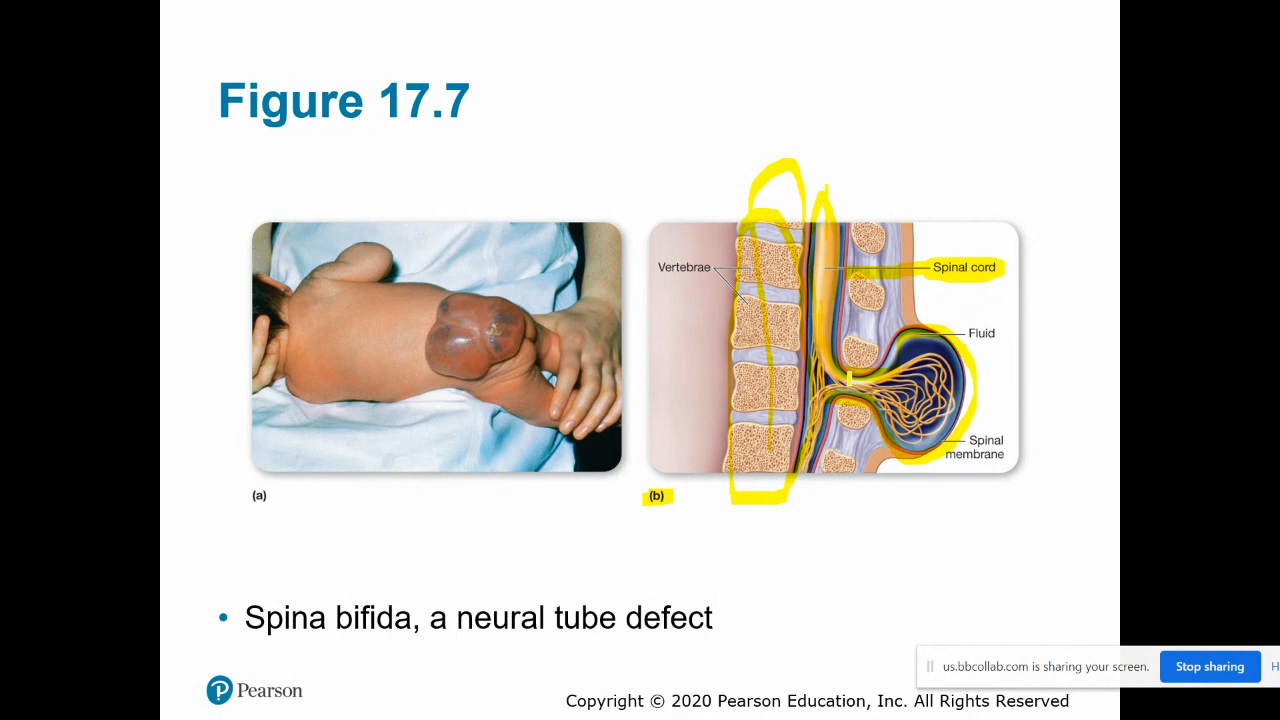 Figure 17.7
Vertebrae
Spinal cord
Fluid
Spinal
membrane
(a)
(b)
• Spina bifida, a neural tube defect
us.bbcollab.com is sharing your screen.
Stop sharing
H
Pearson
Copyright © 2020 Pearson Education, Inc. All Rights Reserved